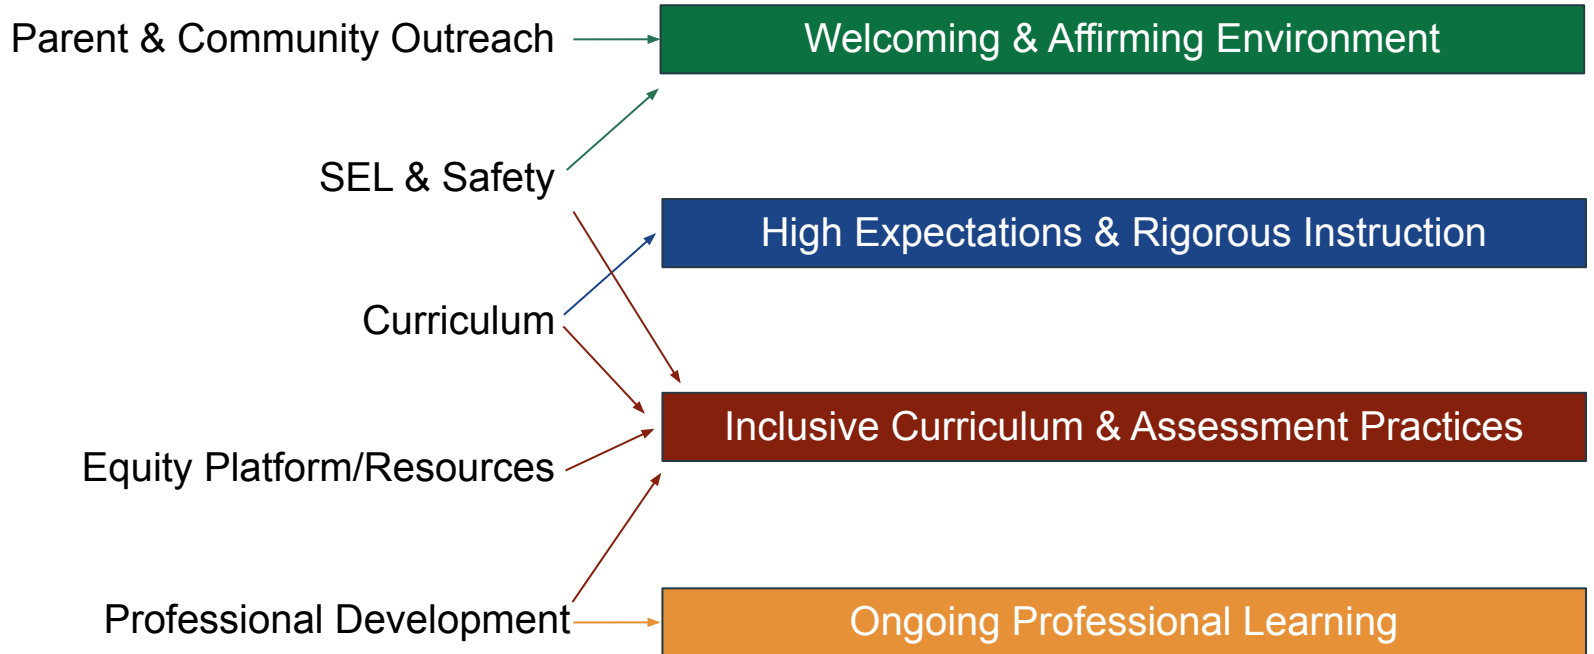 Parent & Community Outreach
Welcoming & Affirming Environment
SEL & Safety
High Expectations & Rigorous Instruction
Curriculum
Inclusive Curriculum & Assessment Practices
Equity Platform/Resources
Professional Development
Ongoing Professional Learning